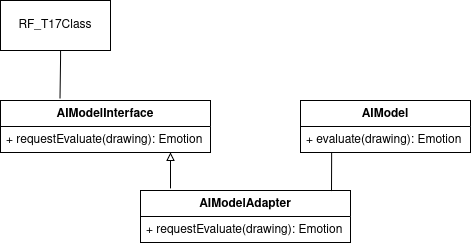 RF_T17Class
AIModelInterface
+ requestEvaluate(drawing): Emotion
AIModel
+ evaluate(drawing): Emotion
AIModelAdapter
+ requestEvaluate(drawing): Emotion